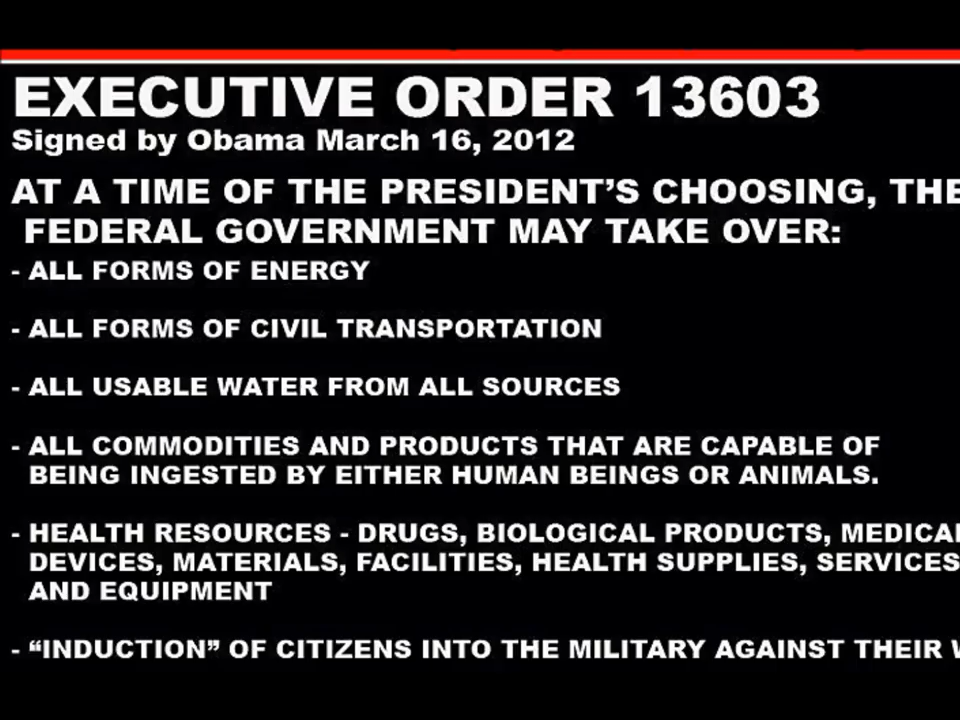 EXECUTIVE ORDER 13603
Signed by Obama March 16, 2012
AT A TIME OF THE PRESIDENT'S CHOOSING, THE
FEDERAL GOVERNMENT MAY TAKE OVER:
- ALL FORMS OF ENERGY
- ALL FORMS OF CIVIL TRANSPORTATION
- ALL USABLE WATER FROM ALL SOURCES
- ALL COMMODITIES AND PRODUCTS THAT ARE CAPABLE OF
BEING INGESTED BY EITHER HUMAN BEINGS OR ANIMALS.
- HEALTH RESOURCES - DRUGS, BIOLOGICAL PRODUCTS, MEDICAL
DEVICES, MATERIALS, FACILITIES, HEALTH SUPPLIES, SERVICES
AND EQUIPMENT
- “INDUCTION” OF CITIZENS INTO THE MILITARY AGAINST THEIR